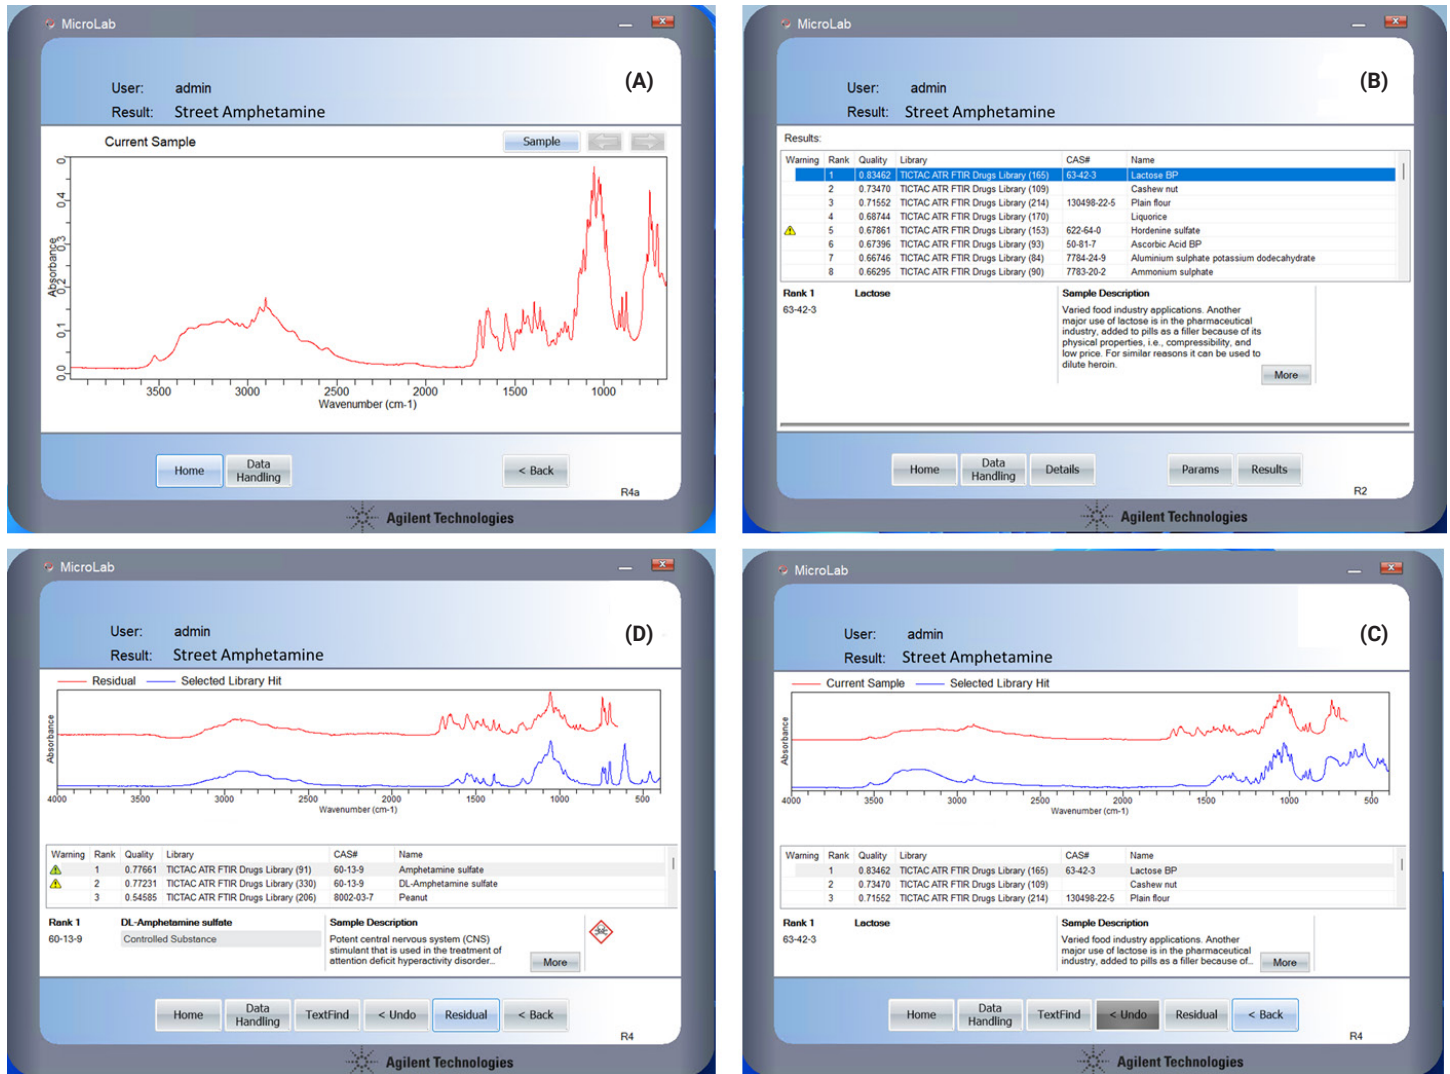 MicroLab
User: admin
(A)
Result: Street Amphetamine
Current Sample
Sample
Absorbance
0
0,4
0,3
0,2
0,1
0,0
3500 3000 2500 2000 1500 1000
Wavenumber (cm-1)
Home
Data Handling
< Back
R4a
Agilent Technologies
MicroLab
User: admin
(B)
Result: Street Amphetamine
Results:
Warning Rank Quality Library CAS# Name
1 0.83462 TICTAC ATR FTIR Drugs Library (165) 63-42-3 Lactose BP
2 0.73470 TICTAC ATR FTIR Drugs Library (109) Cashew nut
3 0.71552 TICTAC ATR FTIR Drugs Library (214) 130498-22-5 Plain flour
4 0.68744 TICTAC ATR FTIR Drugs Library (170) Liquorice
5 0.67861 TICTAC ATR FTIR Drugs Library (153) 622-64-0 Hordenine sulfate
6 0.67396 TICTAC ATR FTIR Drugs Library (93) 50-81-7 Ascorbic Acid BP
7 0.66746 TICTAC ATR FTIR Drugs Library (84) 7784-24-9 Aluminium sulphate potassium dodecahydrate
8 0.66295 TICTAC ATR FTIR Drugs Library (90) 7783-20-2 Ammonium sulphate
Rank 1 Lactose Sample Description
63-42-3
Varied food industry applications. Another
major use of lactose is in the pharmaceutical
industry, added to pills as a filler because of its
physical properties, i.e., compressibility, and
low price. For similar reasons it can be used to
dilute heroin.
More
Home
Data Handling
Details
Params
Results
R2
Agilent Technologies
MicroLab
User: admin
(D)
Result: Street Amphetamine
Residual Selected Library Hit
Absorbance
4000 3500 3000 2500 2000 1500 1000 500
Wavenumber (cm-1)
Warning Rank Quality Library CAS# Name
1 0.77661 TICTAC ATR FTIR Drugs Library (91) 60-13-9 Amphetamine sulfate
2 0.77231 TICTAC ATR FTIR Drugs Library (330) 60-13-9 DL-Amphetamine sulfate
3 0.54585 TICTAC ATR FTIR Drugs Library (206) 8002-03-7 Peanut
Rank 1 DL-Amphetamine sulfate Sample Description
60-13-9 Controlled Substance
Potent central nervous system (CNS)
stimulant that is used in the treatment of
attention deficit hyperactivity disorder...
More
Home
Data Handling
TextFind
< Undo
Residual
< Back
R4
Agilent Technologies
MicroLab
User: admin
(C)
Result: Street Amphetamine
Current Sample Selected Library Hit
Absorbance
4000 3500 3000 2500 2000 1500 1000 500
Wavenumber (cm-1)
Warning Rank Quality Library CAS# Name
1 0.83462 TICTAC ATR FTIR Drugs Library (165) 63-42-3 Lactose BP
2 0.73470 TICTAC ATR FTIR Drugs Library (109) Cashew nut
3 0.71552 TICTAC ATR FTIR Drugs Library (214) 130498-22-5 Plain flour
Rank 1 Lactose Sample Description
63-42-3
Varied food industry applications. Another
major use of lactose is in the pharmaceutical
industry, added to pills as a filler because of...
More
Home
Data Handling
TextFind
< Undo
Residual
< Back
R4
Agilent Technologies